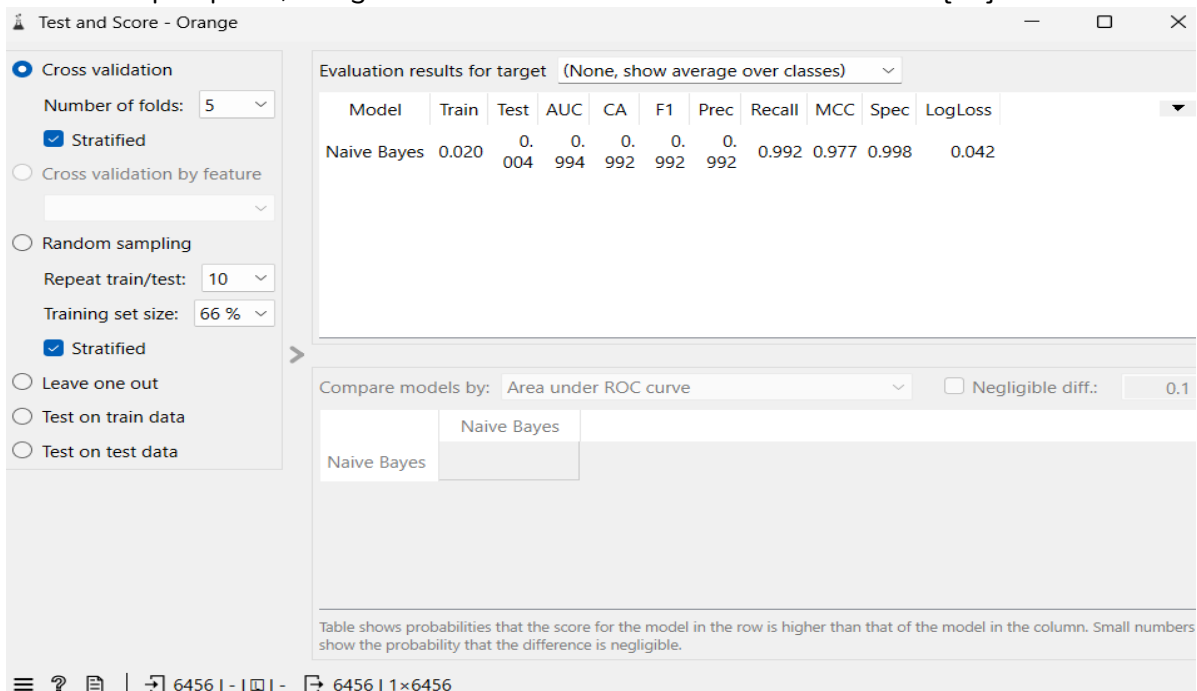 Test and Score - Orange
Cross validation
Number of folds: 5
Stratified
Cross validation by feature
Random sampling
Repeat train/test: 10
Training set size: 66 %
Stratified
Leave one out
Test on train data
Test on test data
Evaluation results for target (None, show average over classes)
Model Train Test AUC CA F1 Prec Recall MCC Spec LogLoss
Naive Bayes 0.020 0.004 0.994 0.992 0.992 0.992 0.992 0.977 0.998 0.042
Compare models by: Area under ROC curve Negligible diff.: 0.1
Naive Bayes
Naive Bayes
Table shows probabilities that the score for the model in the row is higher than that of the model in the column. Small numbers
show the probability that the difference is negligible.
6456 | - | - 6456 | 1×6456